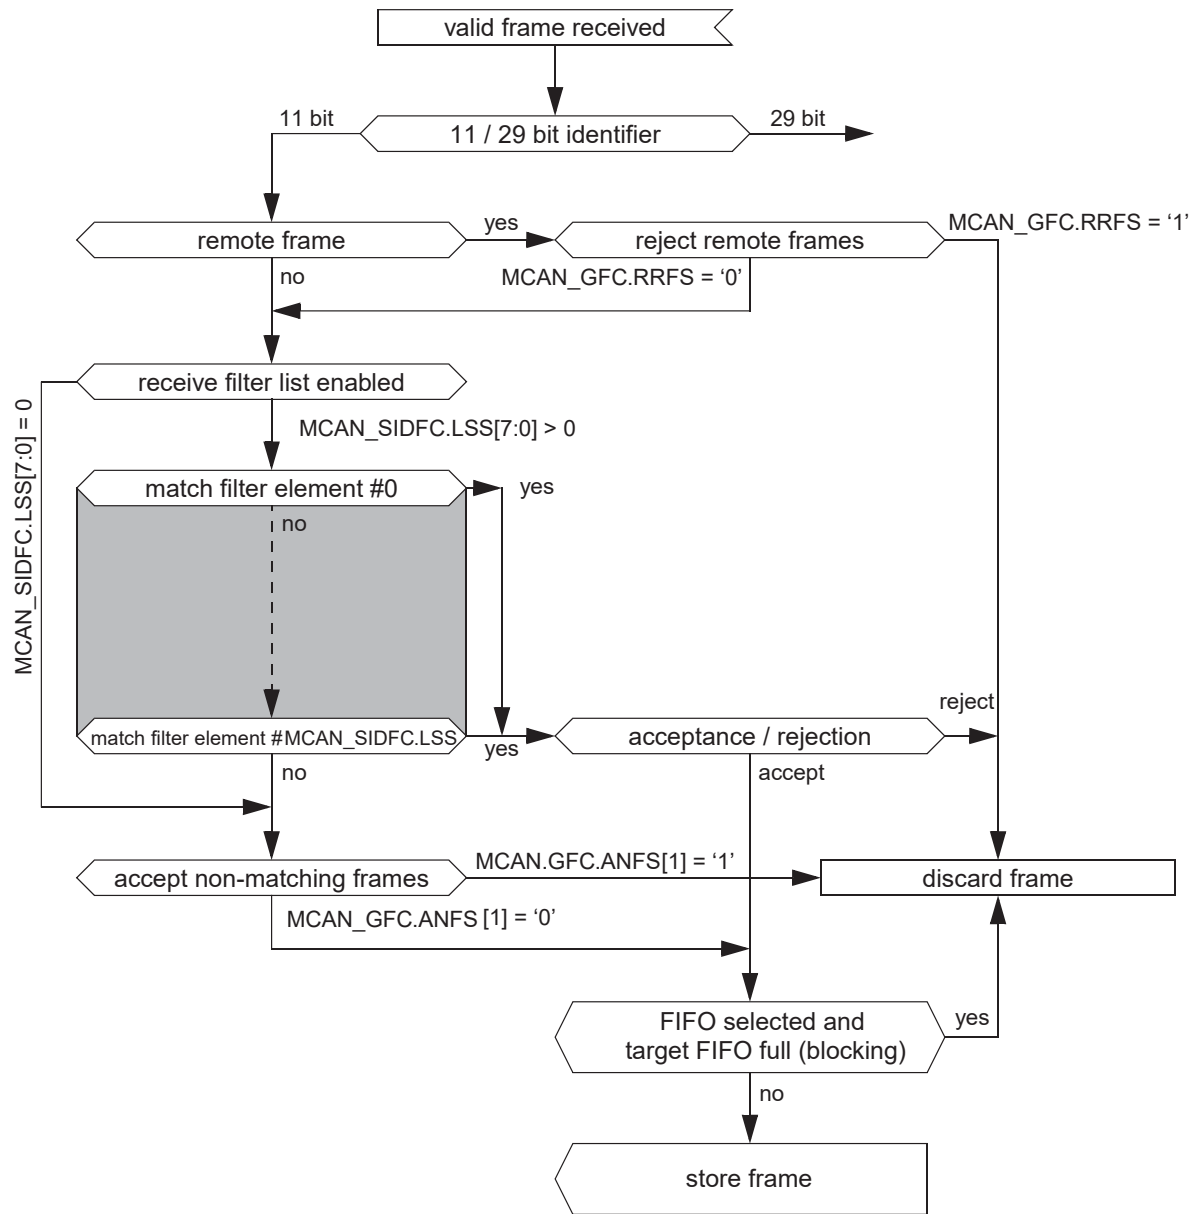 valid frame received
11 bit
11 / 29 bit identifier
29 bit
remote frame
yes
reject remote frames
MCAN_GFC.RRFS = ‘1’
no
MCAN_GFC.RRFS = ‘0’
receive filter list enabled
MCAN_SIDFC.LSS[7:0] = 0
MCAN_SIDFC.LSS[7:0] > 0
match filter element #0
yes
no
match filter element #MCAN_SIDFC.LSS
yes
acceptance / rejection
reject
no
accept
accept non-matching frames
MCAN.GFC.ANFS[1] = ‘1’
discard frame
MCAN_GFC.ANFS [1] = ‘0’
FIFO selected and
target FIFO full (blocking)
yes
no
store frame